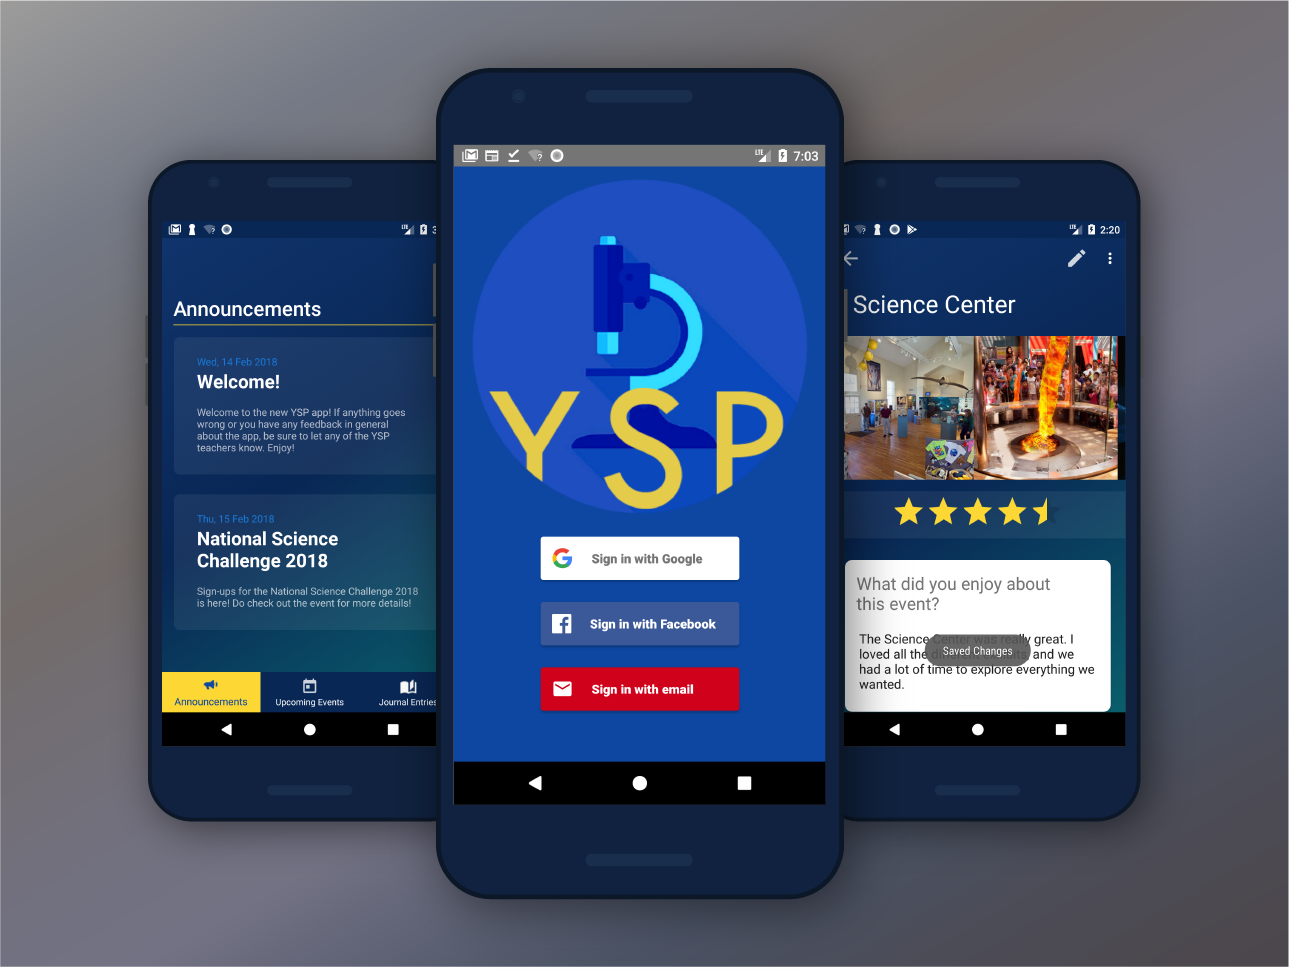 Announcements
Wed, 14 Feb 2018
Welcome!
Welcome to the new YSP app! If anything goes
wrong or you have any feedback in general
about the app, be sure to let any of the YSP
teachers know. Enjoy!
Thu, 15 Feb 2018
National Science
Challenge 2018
Sign-ups for the National Science Challenge 2018
is here! Do check out the event for more details!
Announcements
Upcoming Events
Journal Entries
LTE 7:03
YSP
Sign in with Google
Sign in with Facebook
Sign in with email
LTE 2:20
Science Center
What did you enjoy about
this event?
The Science Center was really great. I
loved all the and we
had a lot of time to explore everything we
wanted.
Saved Changes